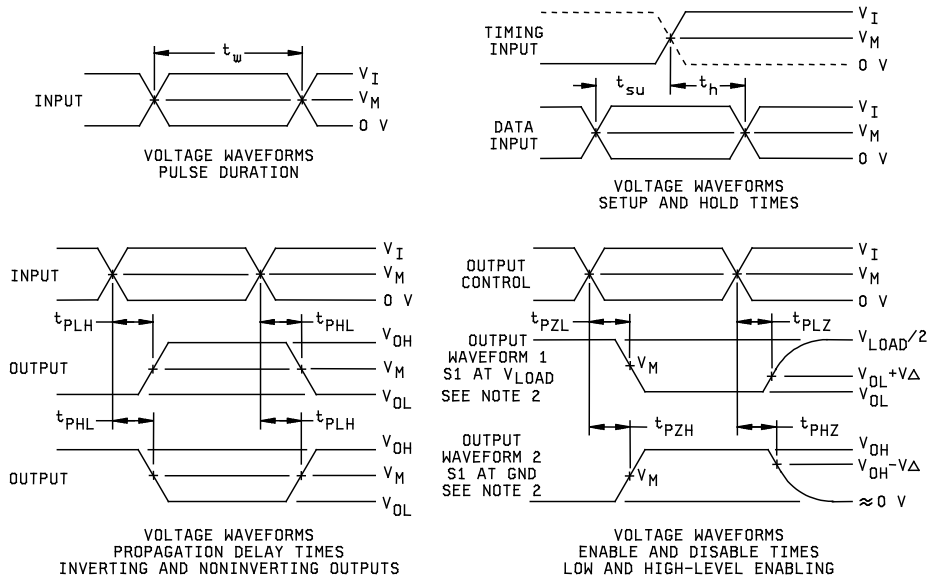 t_w
INPUT
V_I
V_M
0 V
VOLTAGE WAVEFORMS
PULSE DURATION
TIMING
INPUT
V_I
V_M
0 V
t_su
t_h
DATA
INPUT
V_I
V_M
0 V
VOLTAGE WAVEFORMS
SETUP AND HOLD TIMES
INPUT
V_I
V_M
0 V
t_PLH
t_PHL
OUTPUT
V_OH
V_M
V_OL
t_PHL
t_PLH
OUTPUT
V_OH
V_M
V_OL
VOLTAGE WAVEFORMS
PROPAGATION DELAY TIMES
INVERTING AND NONINVERTING OUTPUTS
OUTPUT
CONTROL
V_I
V_M
0 V
t_PZL
t_PLZ
OUTPUT
WAVEFORM 1
S1 AT V_LOAD
SEE NOTE 2
V_M
V_LOAD/2
V_OL+VΔ
V_OL
t_PZH
t_PHZ
OUTPUT
WAVEFORM 2
S1 AT GND
SEE NOTE 2
V_M
V_OH
V_OH-VΔ
≈0 V
VOLTAGE WAVEFORMS
ENABLE AND DISABLE TIMES
LOW AND HIGH-LEVEL ENABLING